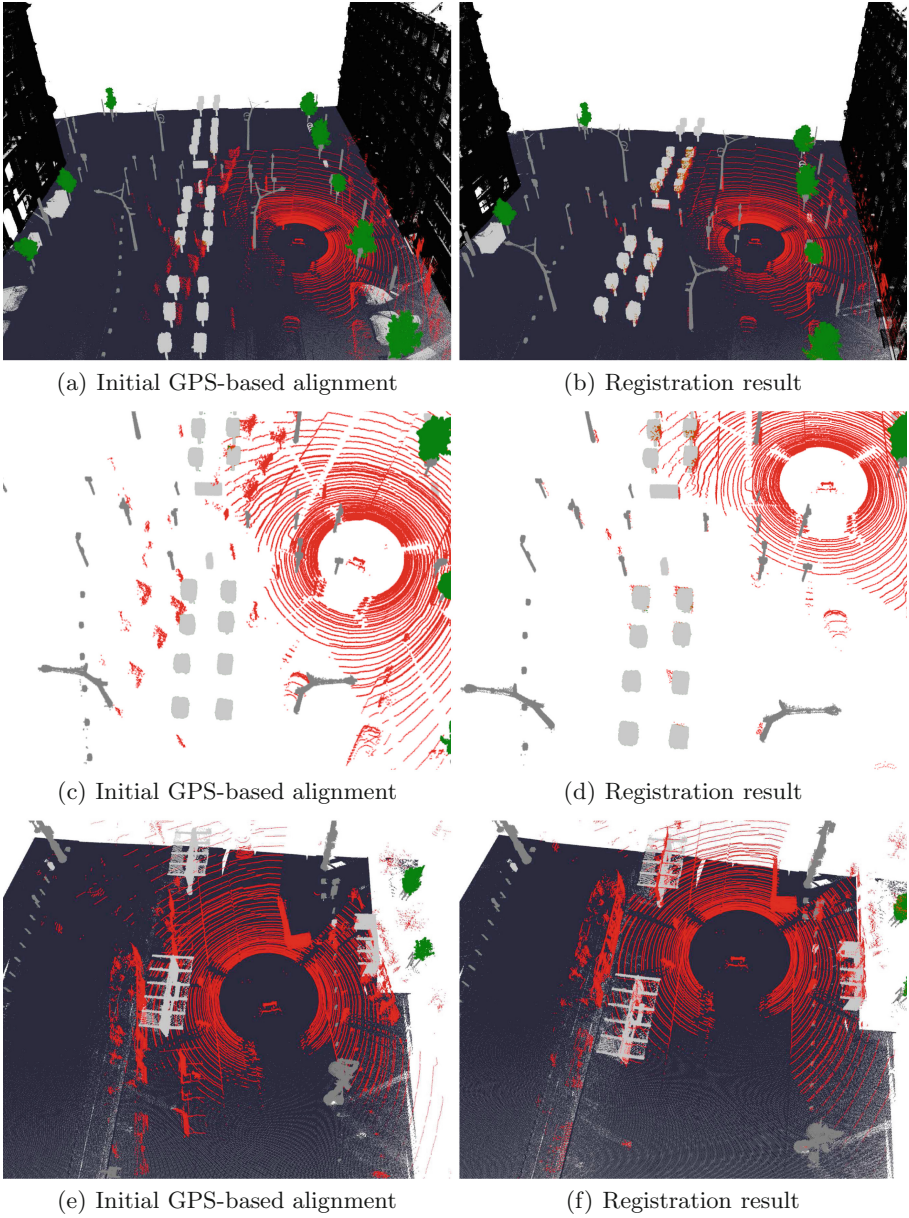 (a) Initial GPS-based alignment
(b) Registration result
(c) Initial GPS-based alignment
(d) Registration result
(e) Initial GPS-based alignment
(f) Registration result